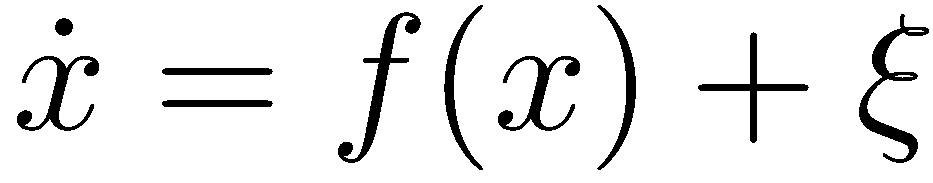 ẋ = f(x) + ξ